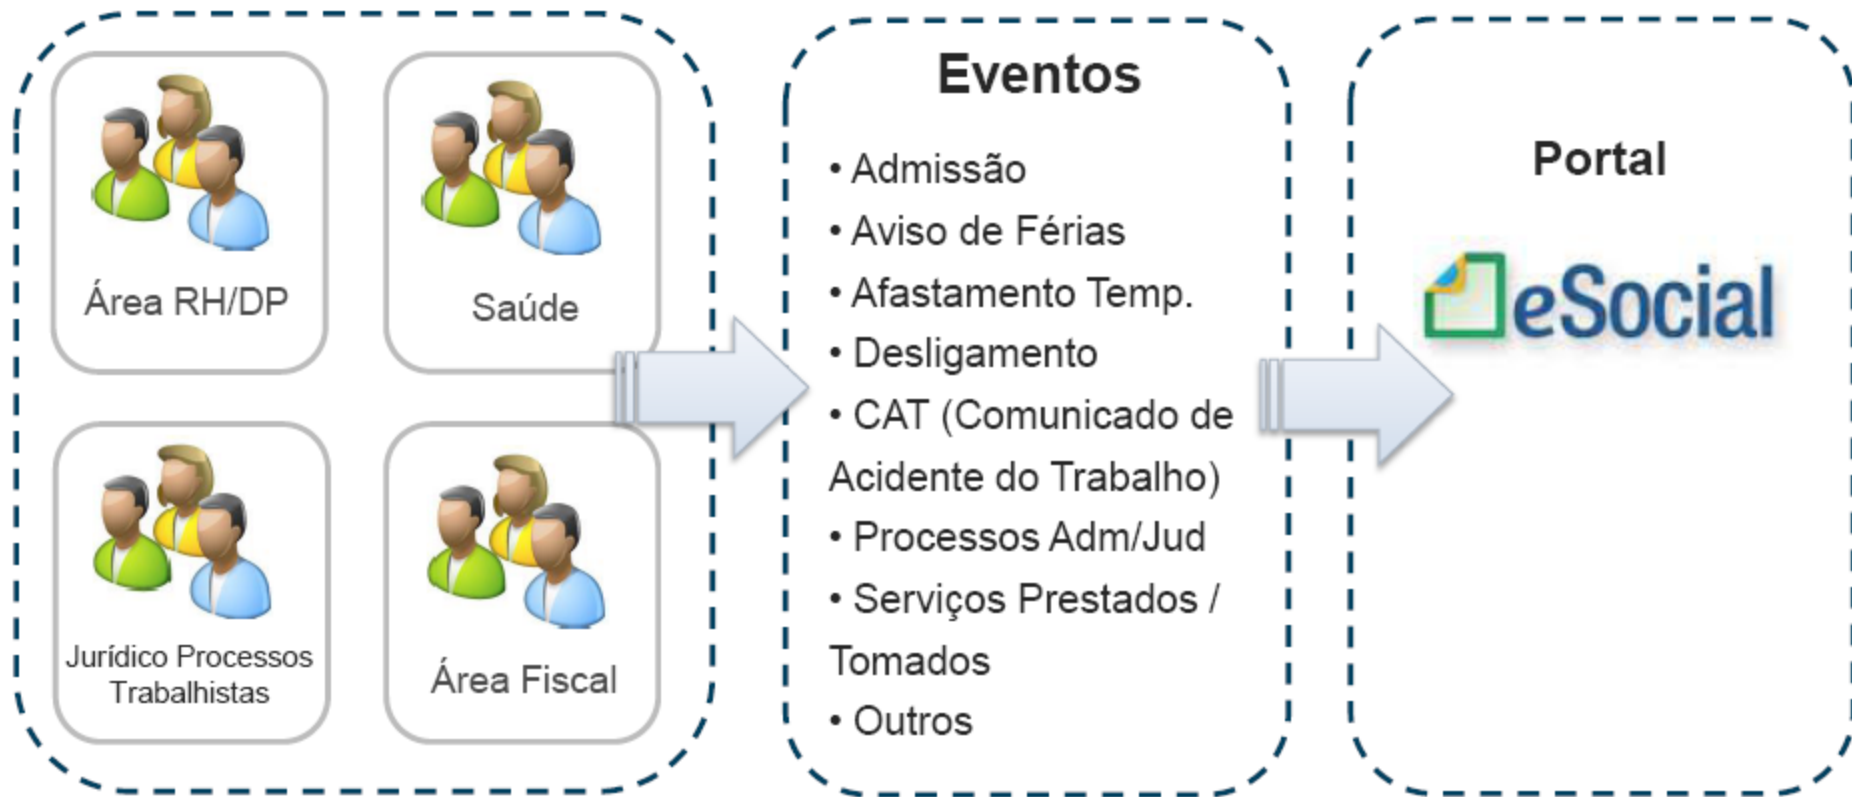 Área RH/DP
Saúde
Jurídico Processos
Trabalhistas
Área Fiscal
Eventos
• Admissão
• Aviso de Férias
• Afastamento Temp.
• Desligamento
• CAT (Comunicado de
Acidente do Trabalho)
• Processos Adm/Jud
• Serviços Prestados /
Tomados
• Outros
Portal
eSocial